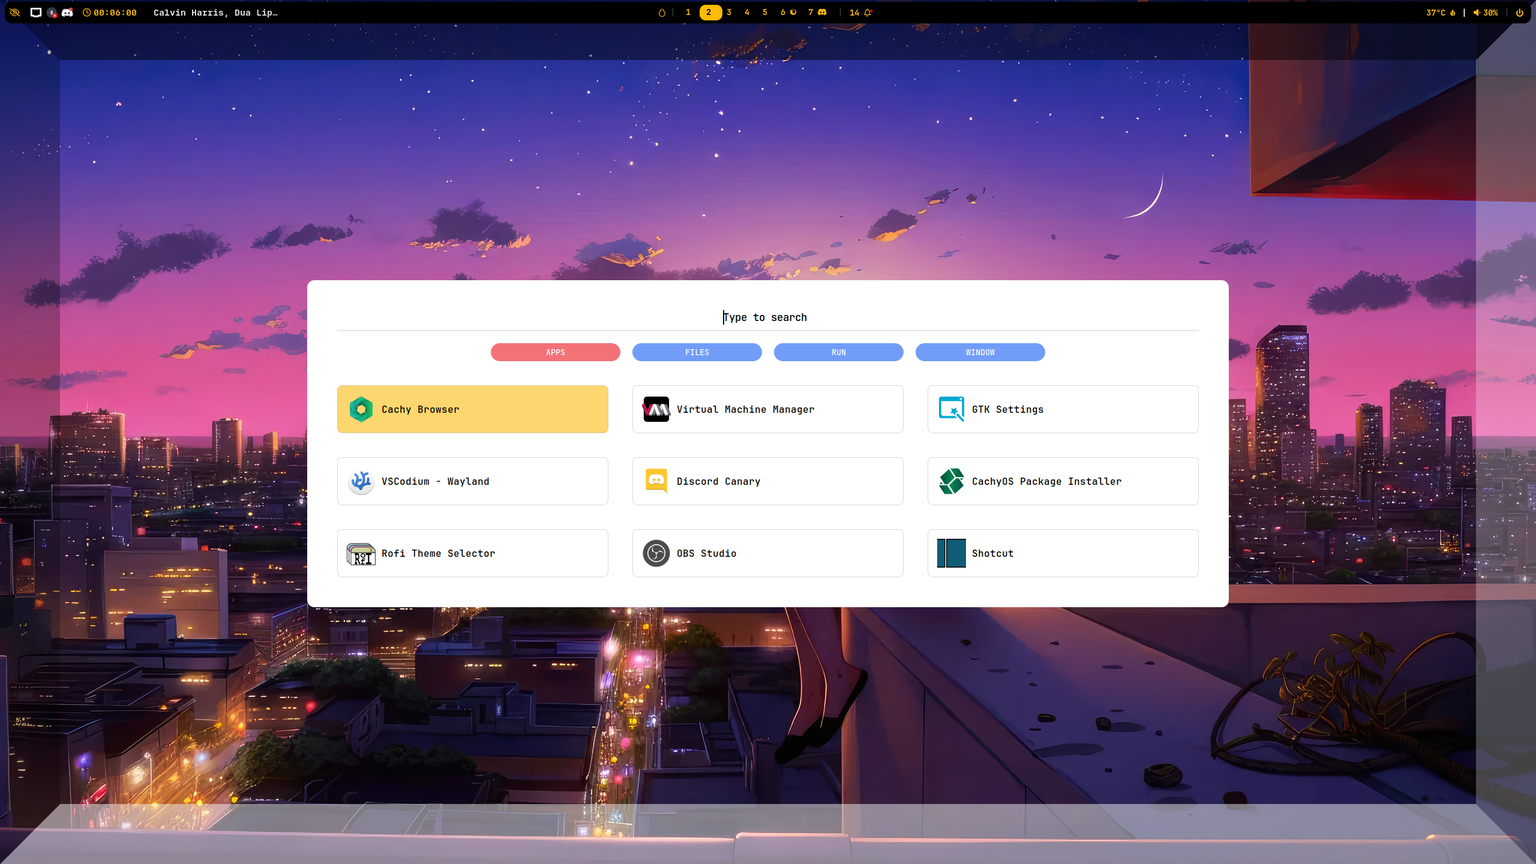 00:06:00 Calvin Harris, Dua Lip… 1 2 3 4 5 6 7 14 37°C | 30%
Type to search
APPS FILES RUN WINDOW
Cachy Browser Virtual Machine Manager GTK Settings
VSCodium - Wayland Discord Canary CachyOS Package Installer
Rofi Theme Selector OBS Studio Shotcut